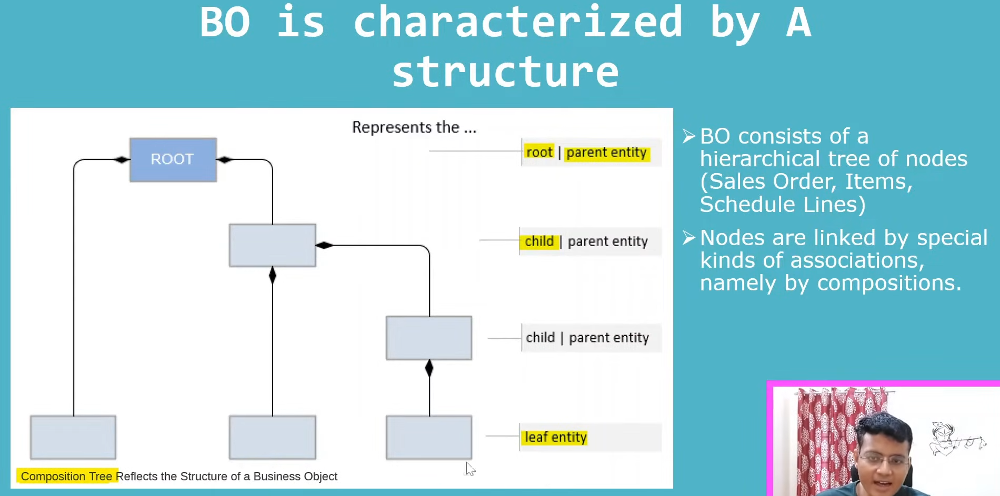 BO is characterized by A
structure
Represents the ...
ROOT
root | parent entity
child | parent entity
child | parent entity
leaf entity
Composition Tree Reflects the Structure of a Business Object
➢ BO consists of a
hierarchical tree of nodes
(Sales Order, Items,
Schedule Lines)
➢ Nodes are linked by special
kinds of associations,
namely by compositions.